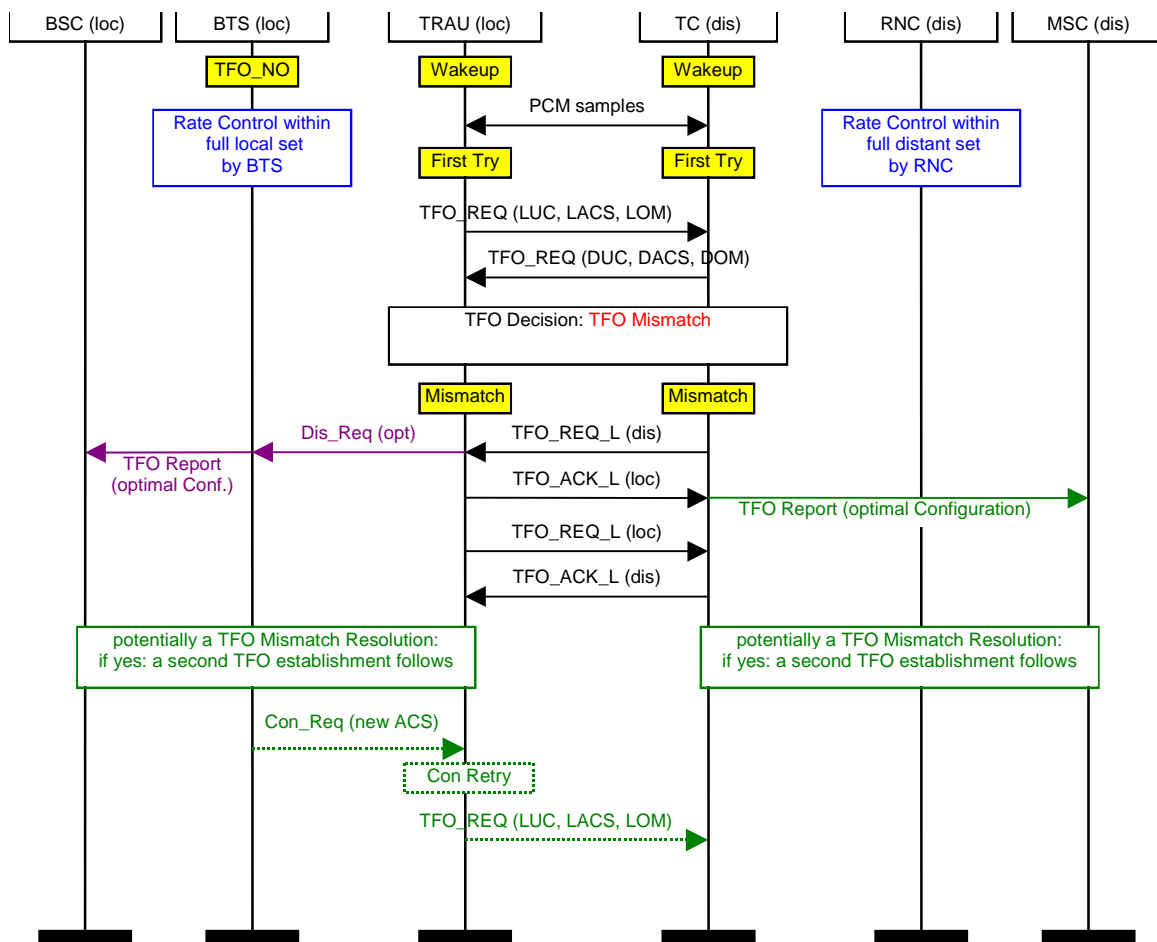 BSC (loc)
BTS (loc)
TRAU (loc)
TC (dis)
RNC (dis)
MSC (dis)
TFO_NO
Wakeup
Wakeup
PCM samples
Rate Control within
full local set
by BTS
Rate Control within
full distant set
by RNC
First Try
First Try
TFO_REQ (LUC, LACS, LOM)
TFO_REQ (DUC, DACS, DOM)
TFO Decision: TFO Mismatch
Mismatch
Mismatch
Dis_Req (opt)
TFO_REQ_L (dis)
TFO Report
(optimal Conf.)
TFO_ACK_L (loc)
TFO Report (optimal Configuration)
TFO_REQ_L (loc)
TFO_ACK_L (dis)
potentially a TFO Mismatch Resolution:
if yes: a second TFO establishment follows
potentially a TFO Mismatch Resolution:
if yes: a second TFO establishment follows
Con_Req (new ACS)
Con Retry
TFO_REQ (LUC, LACS, LOM)